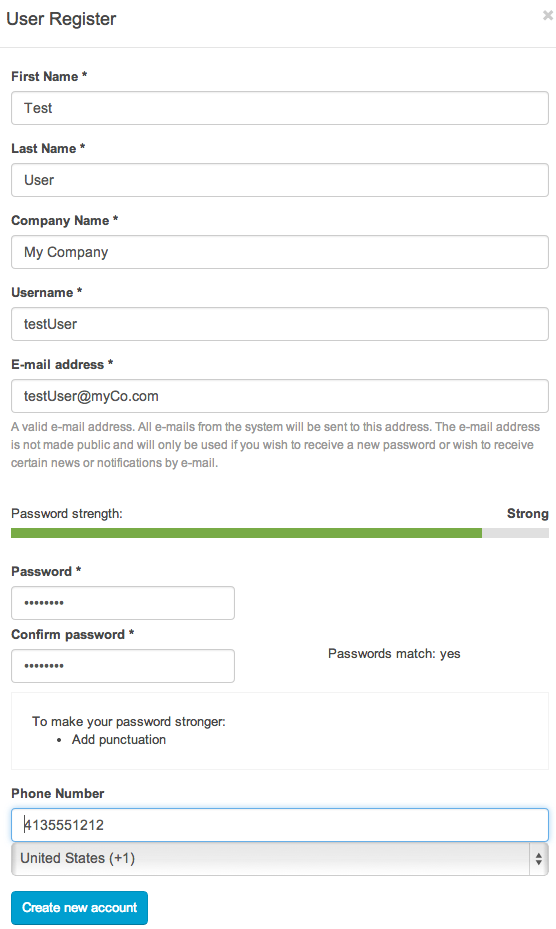 User Register
×
First Name *
Test
Last Name *
User
Company Name *
My Company
Username *
testUser
E-mail address *
testUser@myCo.com
A valid e-mail address. All e-mails from the system will be sent to this address. The e-mail address
is not made public and will only be used if you wish to receive a new password or wish to receive
certain news or notifications by e-mail.
Password strength: Strong
Password *
••••••••
Confirm password *
••••••••
Passwords match: yes
To make your password stronger:
• Add punctuation
Phone Number
4135551212
United States (+1)
Create new account